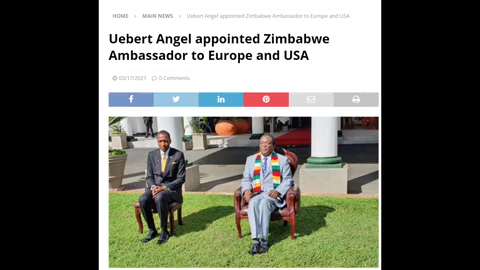 HOME › MAIN NEWS › Uebert Angel appointed Zimbabwe Ambassador to Europe and USA
Uebert Angel appointed Zimbabwe
Ambassador to Europe and USA
03/17/2021 0 Comments